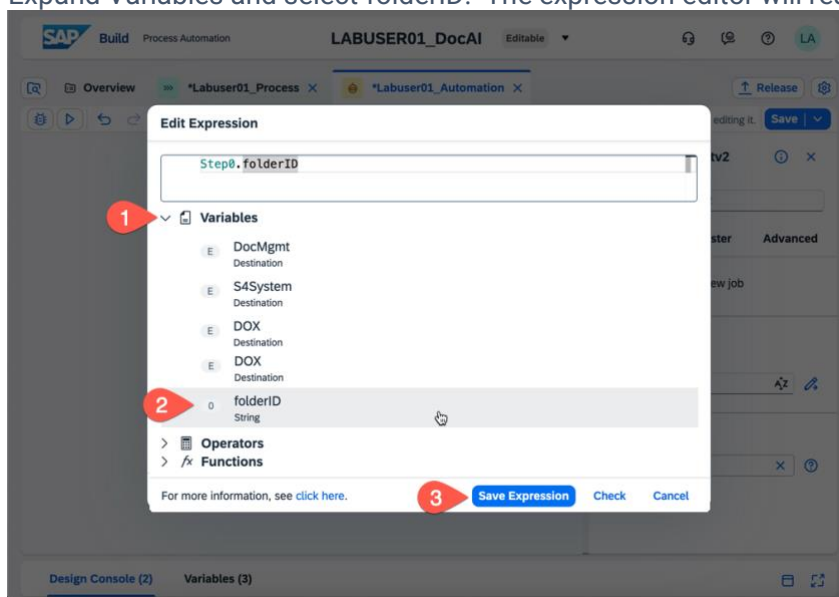 Expand Variables and select folderID. The expression editor will
SAP Build Process Automation LABUSER01_DocAI Editable LA
Overview *Labuser01_Process *Labuser01_Automation Release
editing it. Save
Edit Expression
Step0.folderID
tv2
1 Variables
E DocMgmt
Destination
Advanced
E S4System
Destination
ew job
E DOX
Destination
E DOX
Destination
2 0 folderID
String
Operators
fx Functions
For more information, see click here. 3 Save Expression Check Cancel
Design Console (2) Variables (3)